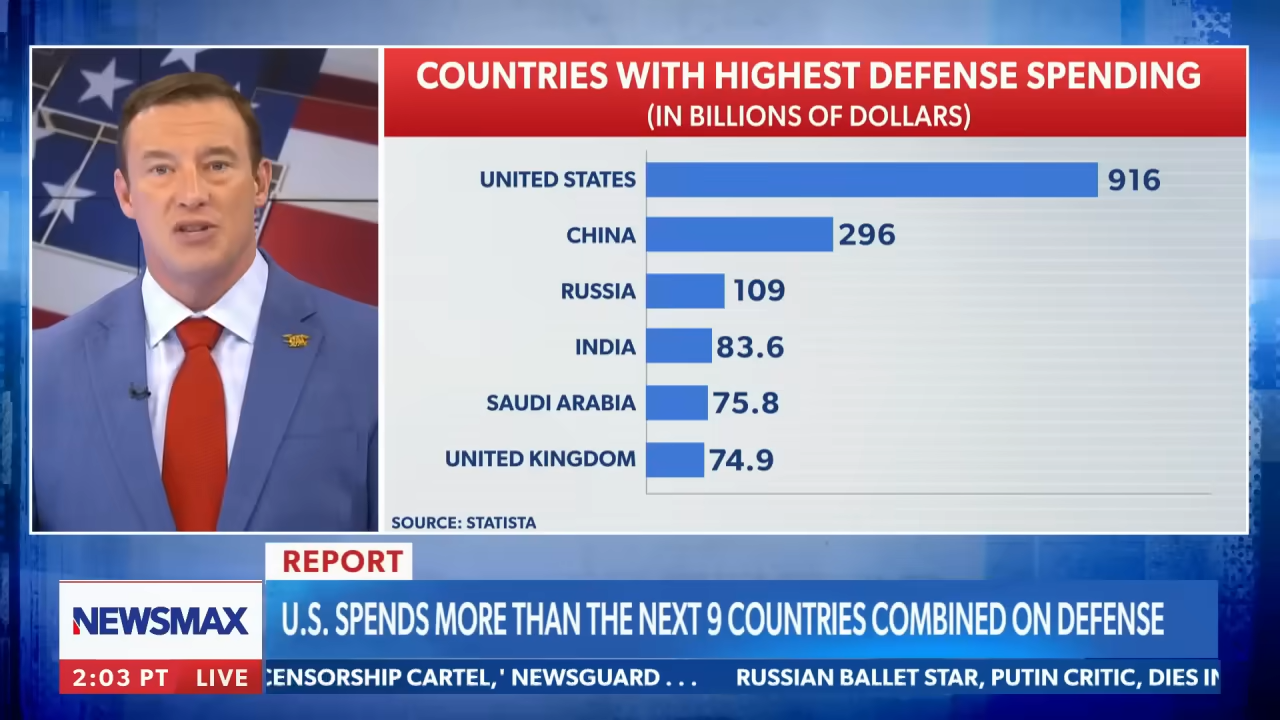 COUNTRIES WITH HIGHEST DEFENSE SPENDING
(IN BILLIONS OF DOLLARS)
UNITED STATES 916
CHINA 296
RUSSIA 109
INDIA 83.6
SAUDI ARABIA 75.8
UNITED KINGDOM 74.9
SOURCE: STATISTA
REPORT
NEWSMAX
U.S. SPENDS MORE THAN THE NEXT 9 COUNTRIES COMBINED ON DEFENSE
2:03 PT LIVE
CENSORSHIP CARTEL,' NEWSGUARD . . . RUSSIAN BALLET STAR, PUTIN CRITIC, DIES IN